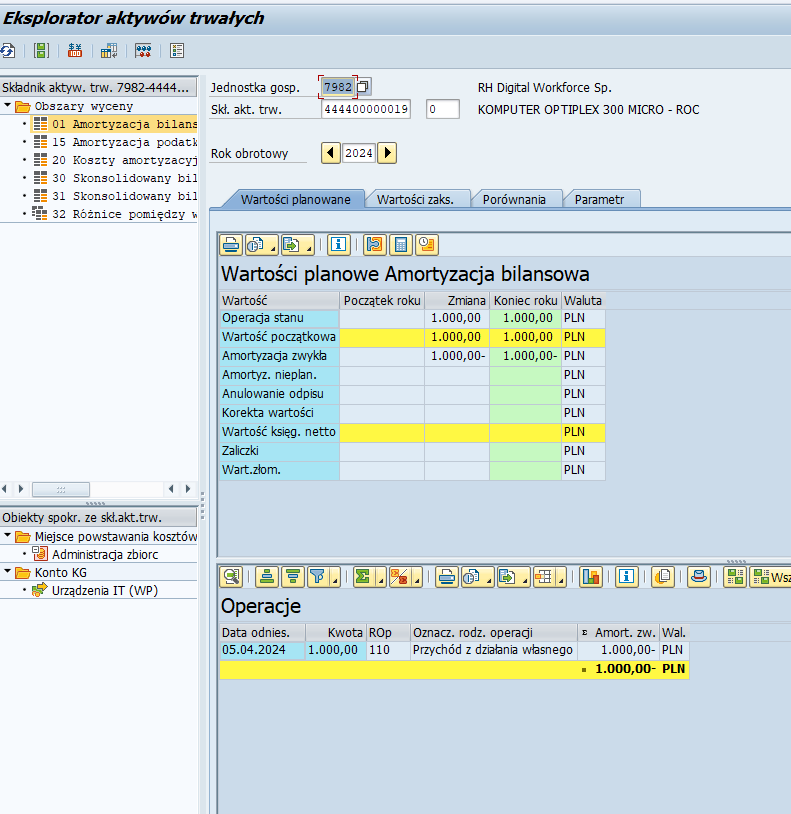 Eksplorator aktywów trwałych
Składnik aktyw. trw. 7982-4444...
Obszary wyceny
01 Amortyzacja bilans
15 Amortyzacja podatk
20 Koszty amortyzacyj
30 Skonsolidowany bil
31 Skonsolidowany bil
32 Różnice pomiędzy w
Obiekty spokr. ze skł.akt.trw.
Miejsce powstawania kosztów
Administracja zbiorc
Konto KG
Urządzenia IT (WP)
Jednostka gosp. 7982 RH Digital Workforce Sp.
Skł. akt. trw. 444400000019 0 KOMPUTER OPTIPLEX 300 MICRO - ROC
Rok obrotowy 2024
Wartości planowane Wartości zaks. Porównania Parametr
Wartości planowe Amortyzacja bilansowa
Wartość Początek roku Zmiana Koniec roku Waluta
Operacja stanu 1.000,00 1.000,00 PLN
Wartość początkowa 1.000,00 1.000,00 PLN
Amortyzacja zwykła 1.000,00- 1.000,00- PLN
Amortyz. nieplan. PLN
Anulowanie odpisu PLN
Korekta wartości PLN
Wartość księg. netto PLN
Zaliczki PLN
Wart.złom. PLN
Wsz
Operacje
Data odnies. Kwota ROp Oznacz. rodz. operacji Σ Amort. zw. Wal.
05.04.2024 1.000,00 110 Przychód z działania własnego 1.000,00- PLN
1.000,00- PLN